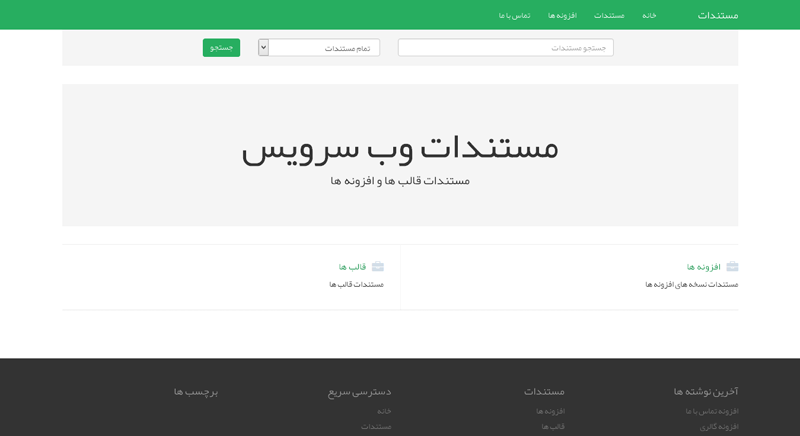 مستندات خانه مستندات افزونه ها تماس با ما
جستجو مستندات تمام مستندات جستجو
مستندات وب سرویس
مستندات قالب ها و افزونه ها
افزونه ها
مستندات نسخه های افزونه ها
قالب ها
مستندات قالب ها
آخرین نوشته ها
افزونه تماس با ما
افزونه گالری
مستندات
افزونه ها
قالب ها
دسترسی سریع
خانه
مستندات
برچسب ها